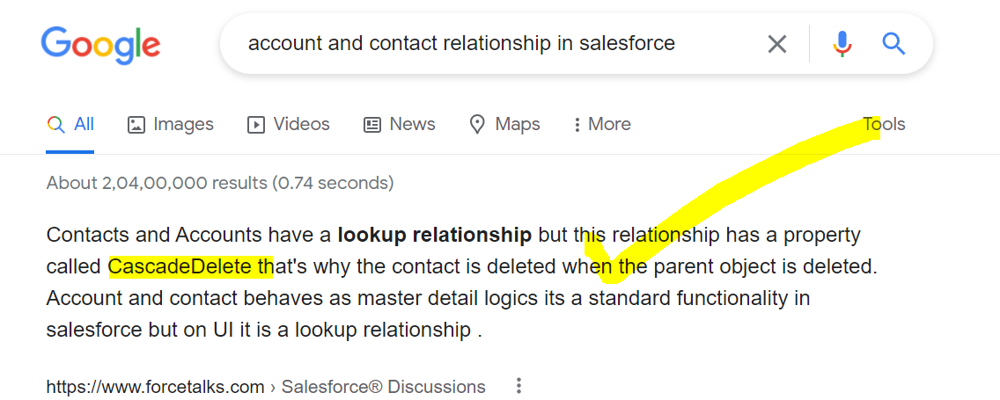 Google
account and contact relationship in salesforce
All Images Videos News Maps More Tools
About 2,04,00,000 results (0.74 seconds)
Contacts and Accounts have a lookup relationship but this relationship has a property
called CascadeDelete that's why the contact is deleted when the parent object is deleted.
Account and contact behaves as master detail logics its a standard functionality in
salesforce but on UI it is a lookup relationship .
https://www.forcetalks.com › Salesforce® Discussions